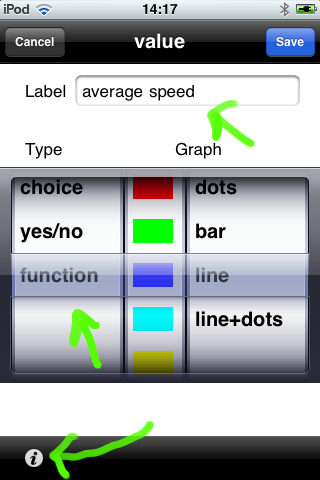 iPod 14:17
Cancel value Save
Label average speed
Type Graph
choice dots
yes/no bar
function line
line+dots
i